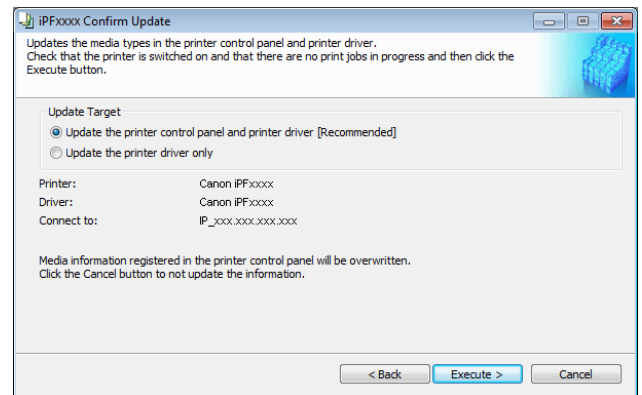 iPFxxxx Confirm Update
Updates the media types in the printer control panel and printer driver.
Check that the printer is switched on and that there are no print jobs in progress and then click the
Execute button.
Update Target
Update the printer control panel and printer driver [Recommended]
Update the printer driver only
Printer: Canon iPFxxxx
Driver: Canon iPFxxxx
Connect to: IP_xxx.xxx.xxx.xxx
Media information registered in the printer control panel will be overwritten.
Click the Cancel button to not update the information.
< Back Execute > Cancel